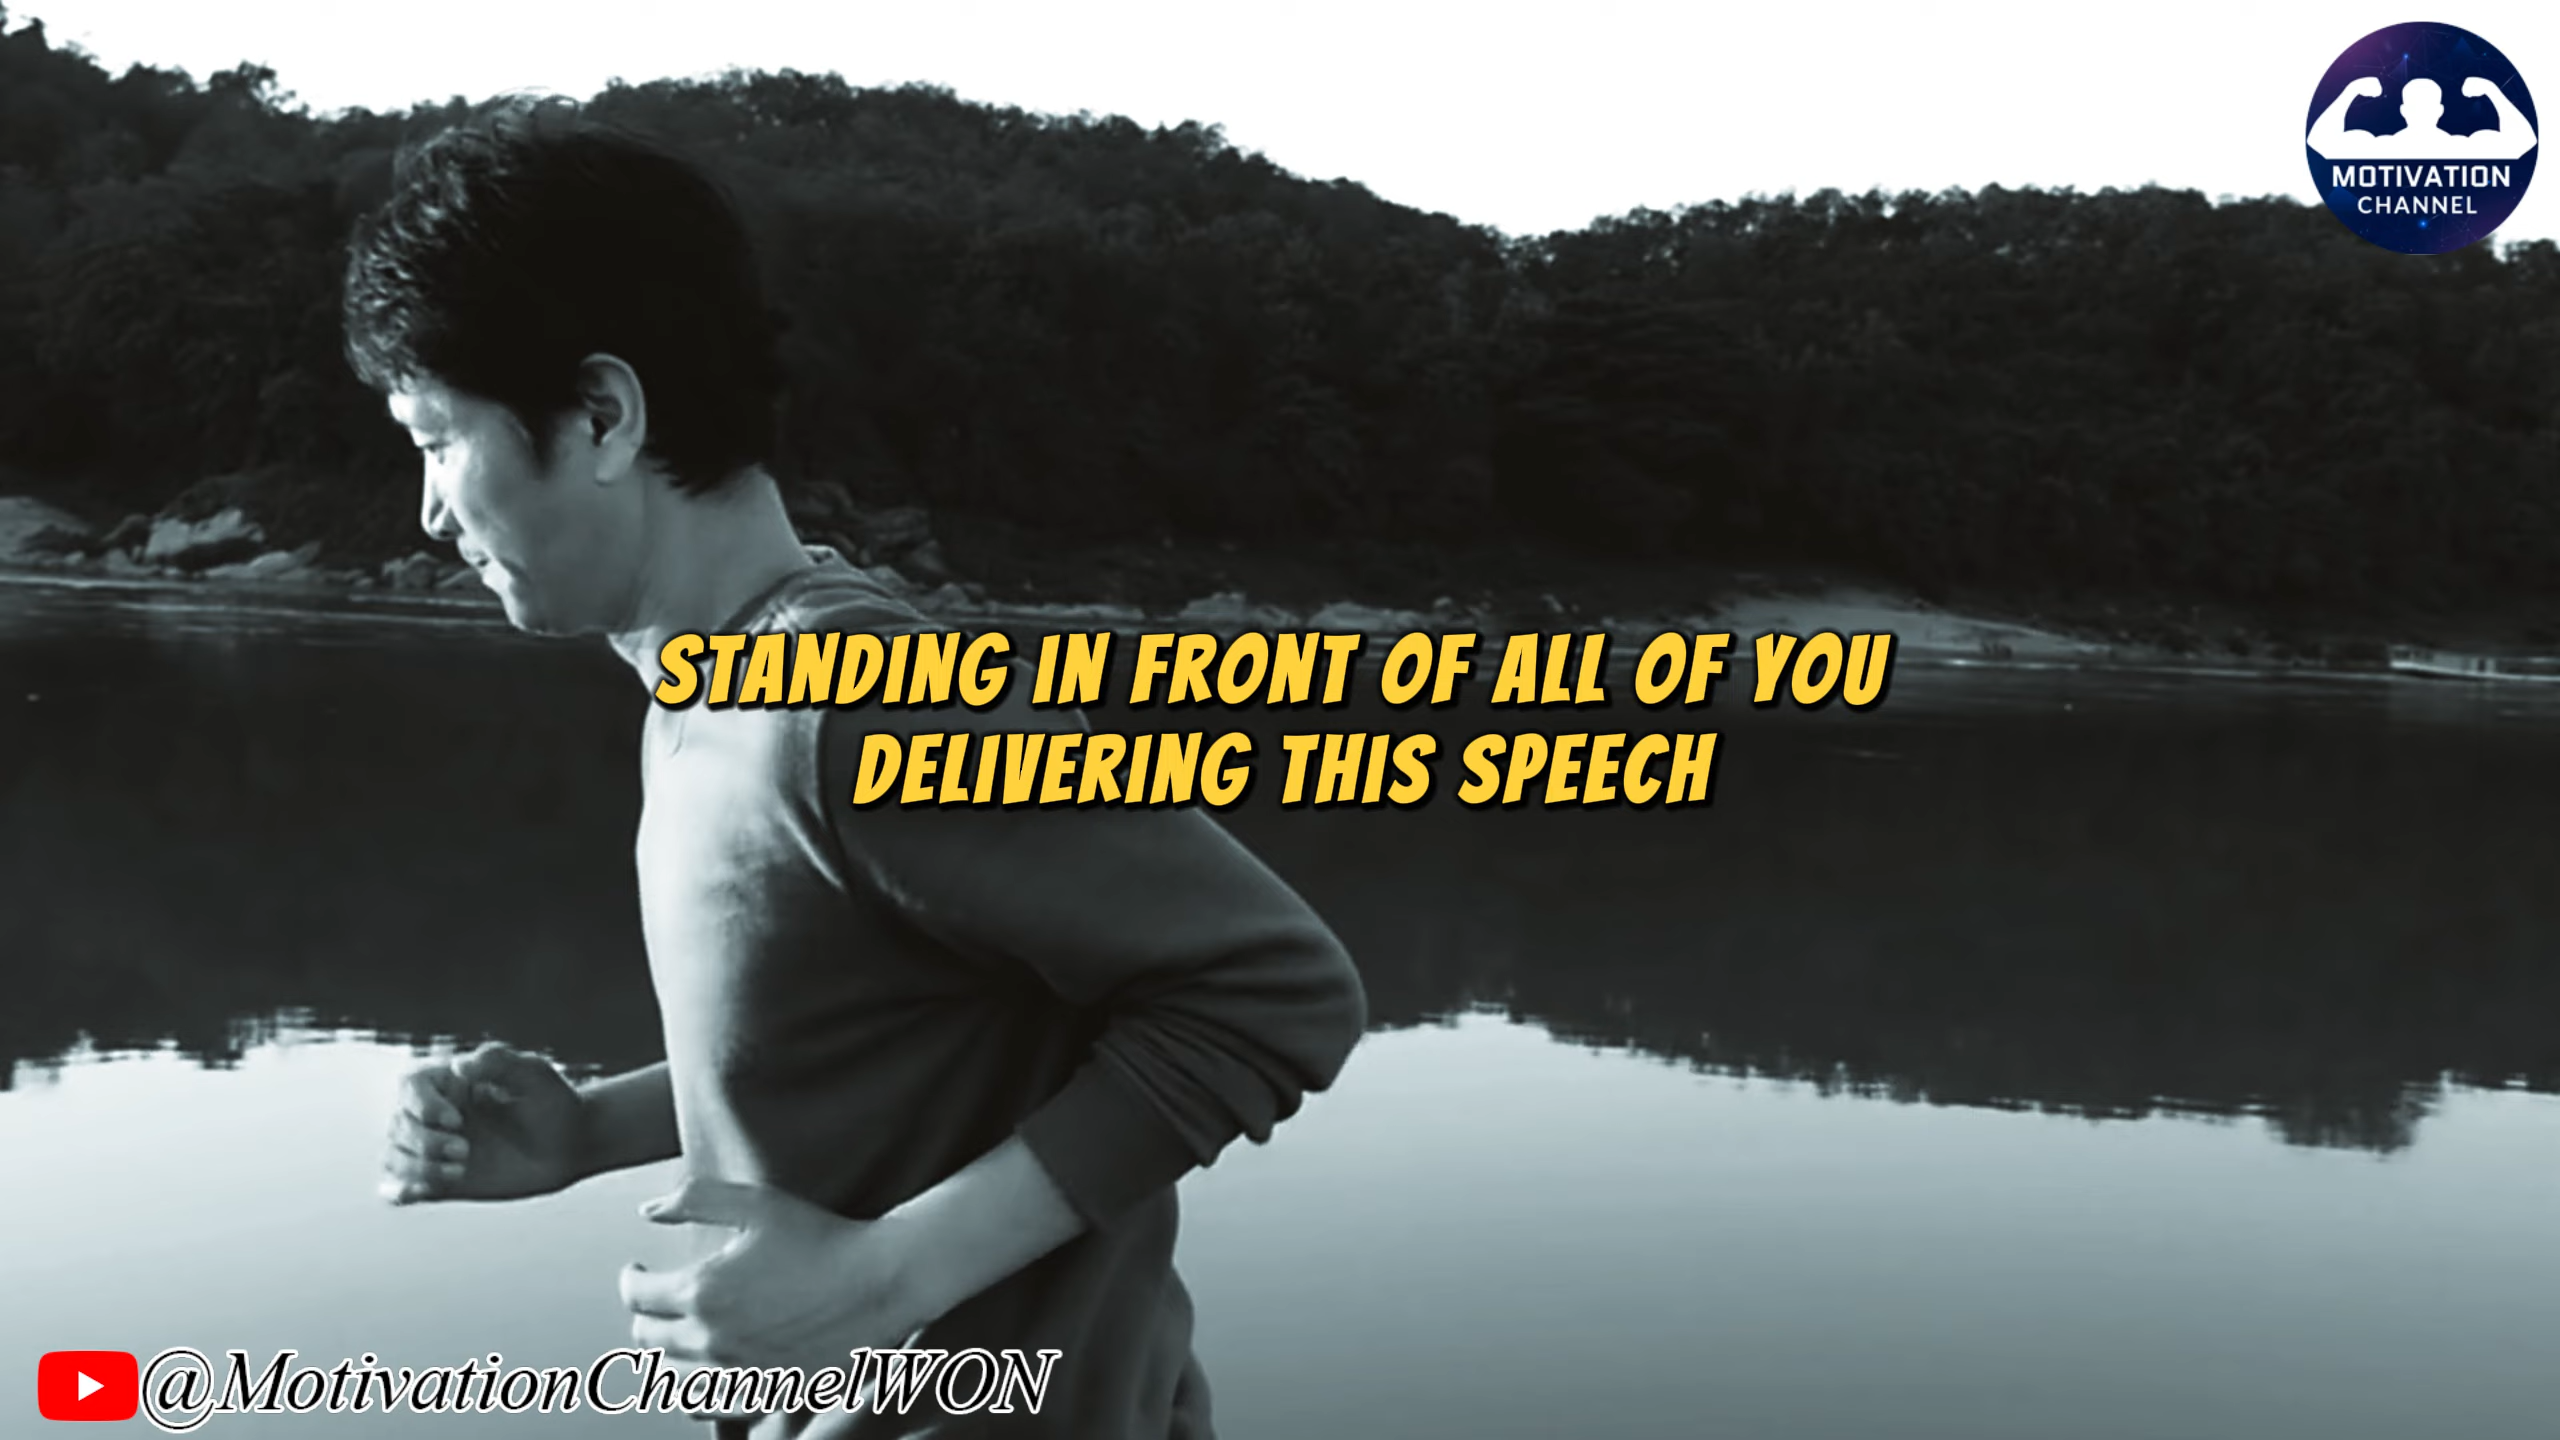 MOTIVATION
CHANNEL
STANDING IN FRONT OF ALL OF YOU
DELIVERING THIS SPEECH
@MotivationChannelWON